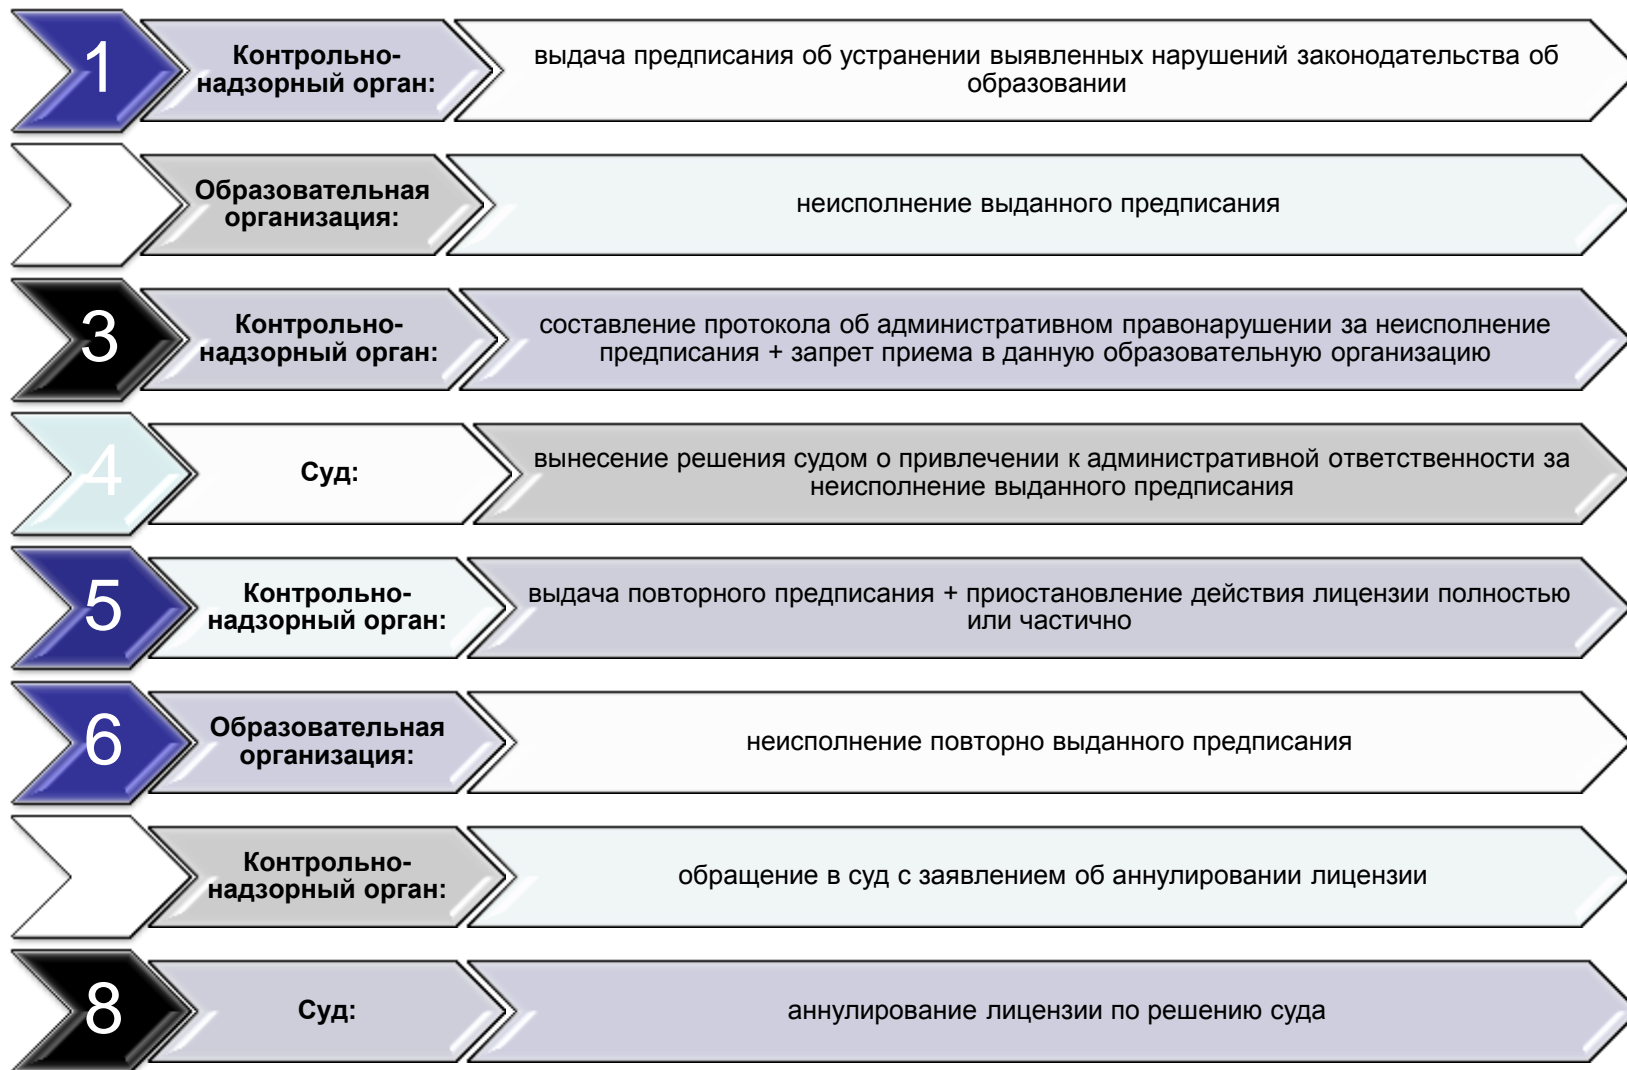 1
Контрольно-
надзорный орган:
выдача предписания об устранении выявленных нарушений законодательства об
образовании
Образовательная
организация:
неисполнение выданного предписания
3
Контрольно-
надзорный орган:
составление протокола об административном правонарушении за неисполнение
предписания + запрет приема в данную образовательную организацию
4
Суд:
вынесение решения судом о привлечении к административной ответственности за
неисполнение выданного предписания
5
Контрольно-
надзорный орган:
выдача повторного предписания + приостановление действия лицензии полностью
или частично
6
Образовательная
организация:
неисполнение повторно выданного предписания
Контрольно-
надзорный орган:
обращение в суд с заявлением об аннулировании лицензии
8
Суд:
аннулирование лицензии по решению суда